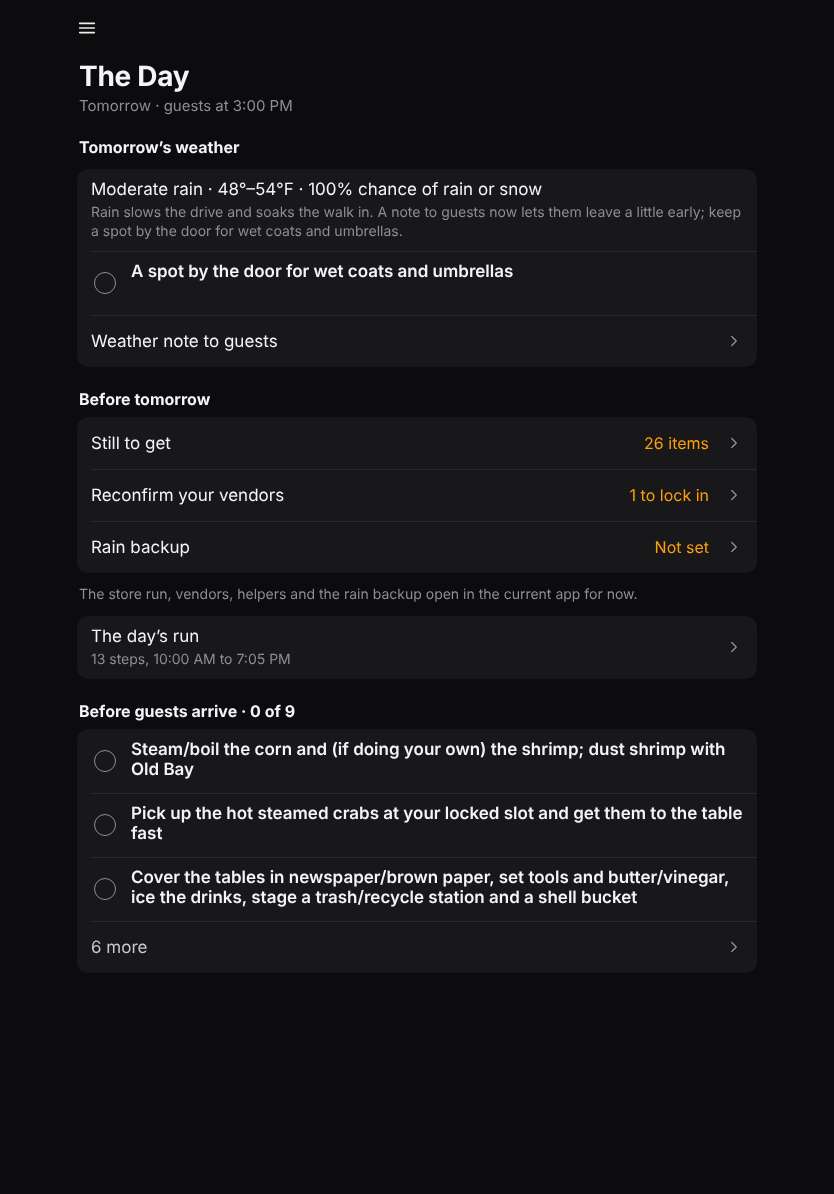 The Day
Tomorrow · guests at 3:00 PM
Tomorrow’s weather
Moderate rain · 48°–54°F · 100% chance of rain or snow
Rain slows the drive and soaks the walk in. A note to guests now lets them leave a little early; keep
a spot by the door for wet coats and umbrellas.
A spot by the door for wet coats and umbrellas
Weather note to guests
Before tomorrow
Still to get 26 items
Reconfirm your vendors 1 to lock in
Rain backup Not set
The store run, vendors, helpers and the rain backup open in the current app for now.
The day’s run
13 steps, 10:00 AM to 7:05 PM
Before guests arrive · 0 of 9
Steam/boil the corn and (if doing your own) the shrimp; dust shrimp with
Old Bay
Pick up the hot steamed crabs at your locked slot and get them to the table
fast
Cover the tables in newspaper/brown paper, set tools and butter/vinegar,
ice the drinks, stage a trash/recycle station and a shell bucket
6 more